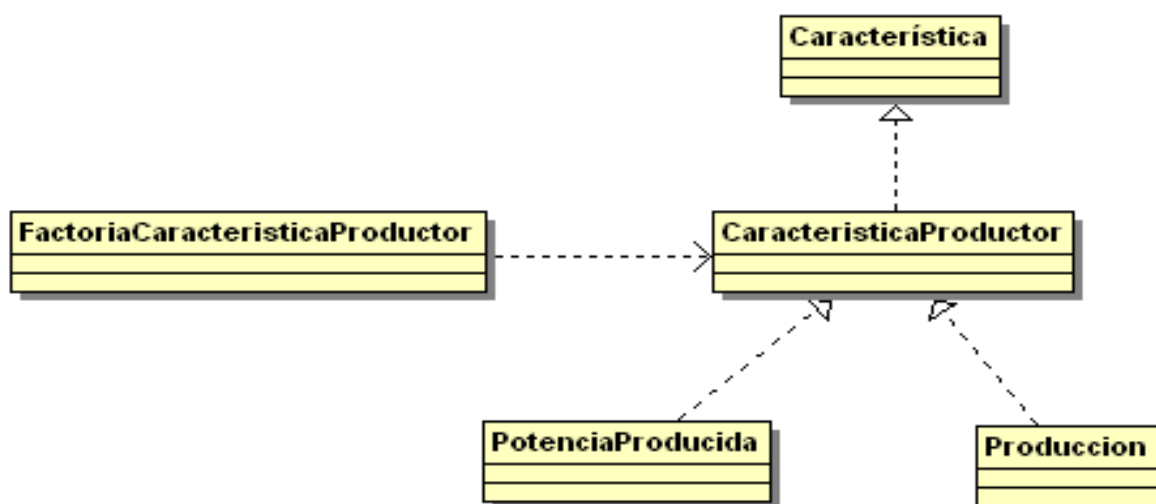 Característica
FactoriaCaracteristicaProductor
CaracteristicaProductor
PotenciaProducida
Produccion